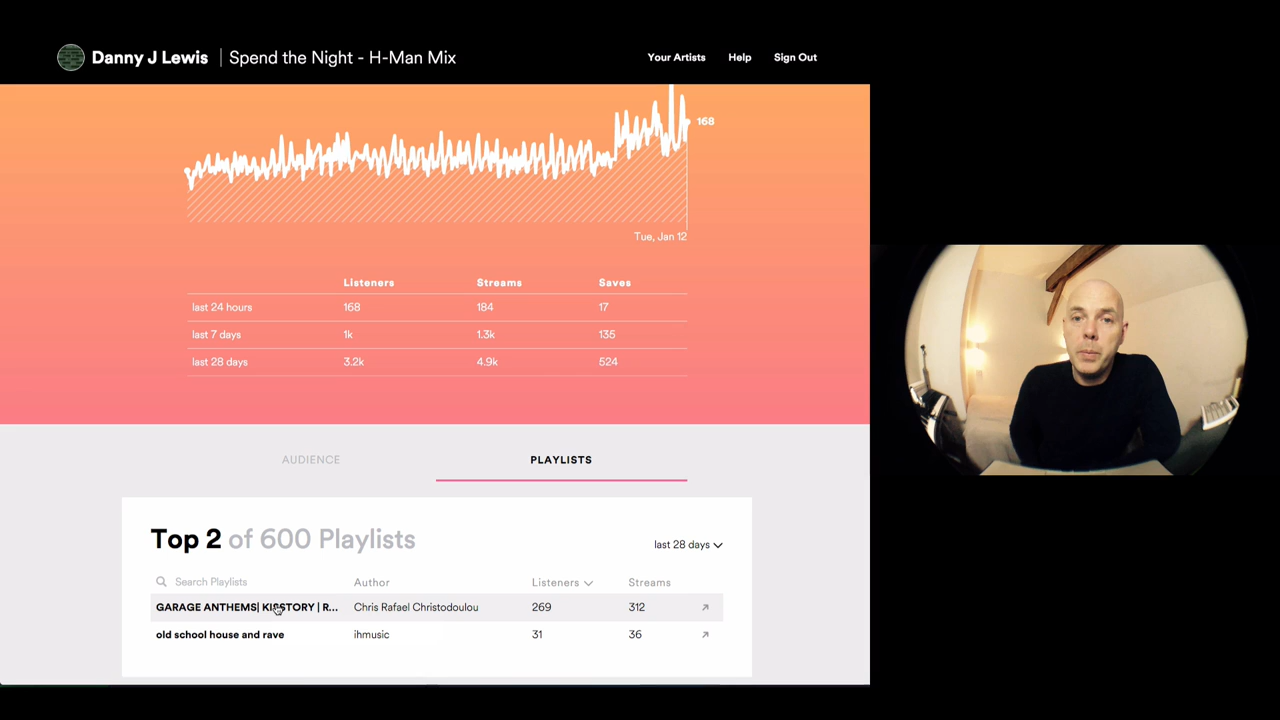 Danny J Lewis | Spend the Night - H-Man Mix
Your Artists Help Sign Out
168
Tue, Jan 12
Listeners Streams Saves
last 24 hours 168 184 17
last 7 days 1k 1.3k 135
last 28 days 3.2k 4.9k 524
AUDIENCE PLAYLISTS
Top 2 of 600 Playlists
last 28 days
Search Playlists Author Listeners Streams
GARAGE ANTHEMS| KISSTORY | R... Chris Rafael Christodoulou 269 312
old school house and rave ihmusic 31 36